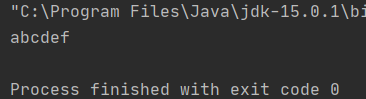 "C:\Program Files\Java\jdk-15.0.1\bi
abcdef
Process finished with exit code 0